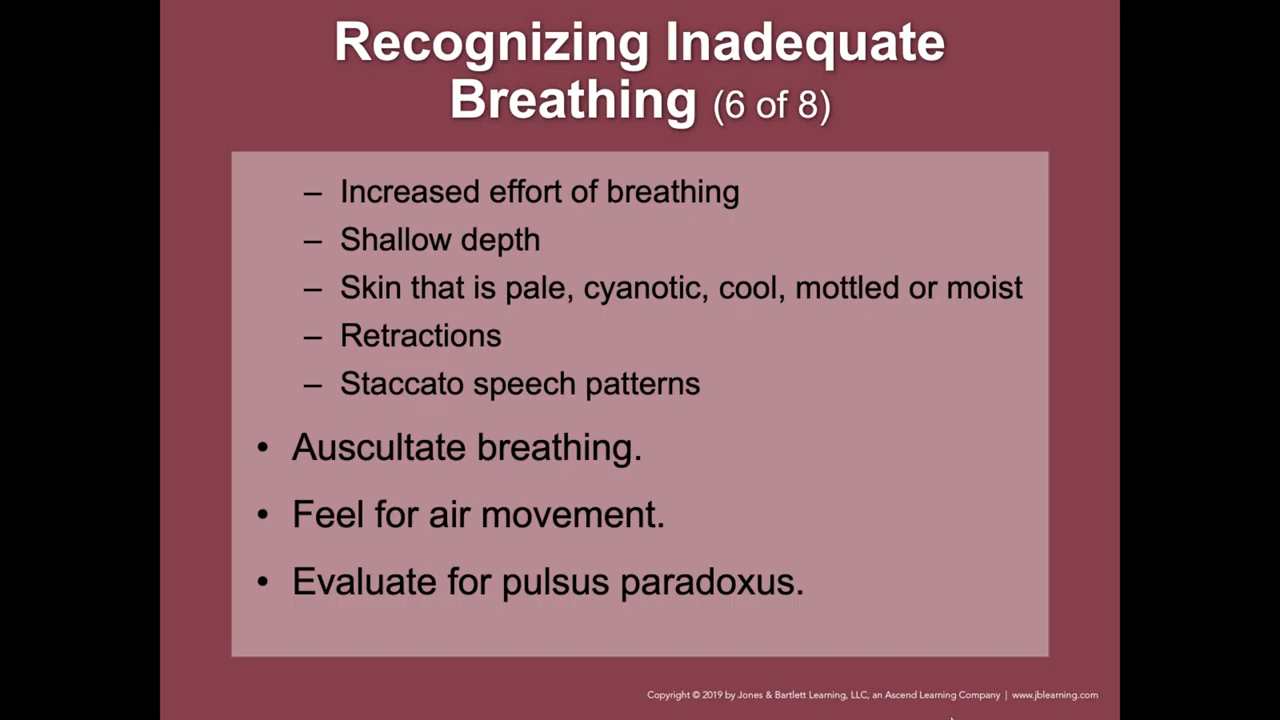 Recognizing Inadequate
Breathing (6 of 8)
– Increased effort of breathing
– Shallow depth
– Skin that is pale, cyanotic, cool, mottled or moist
– Retractions
– Staccato speech patterns
• Auscultate breathing.
• Feel for air movement.
• Evaluate for pulsus paradoxus.
Copyright © 2019 by Jones & Bartlett Learning, LLC, an Ascend Learning Company | www.jblearning.com